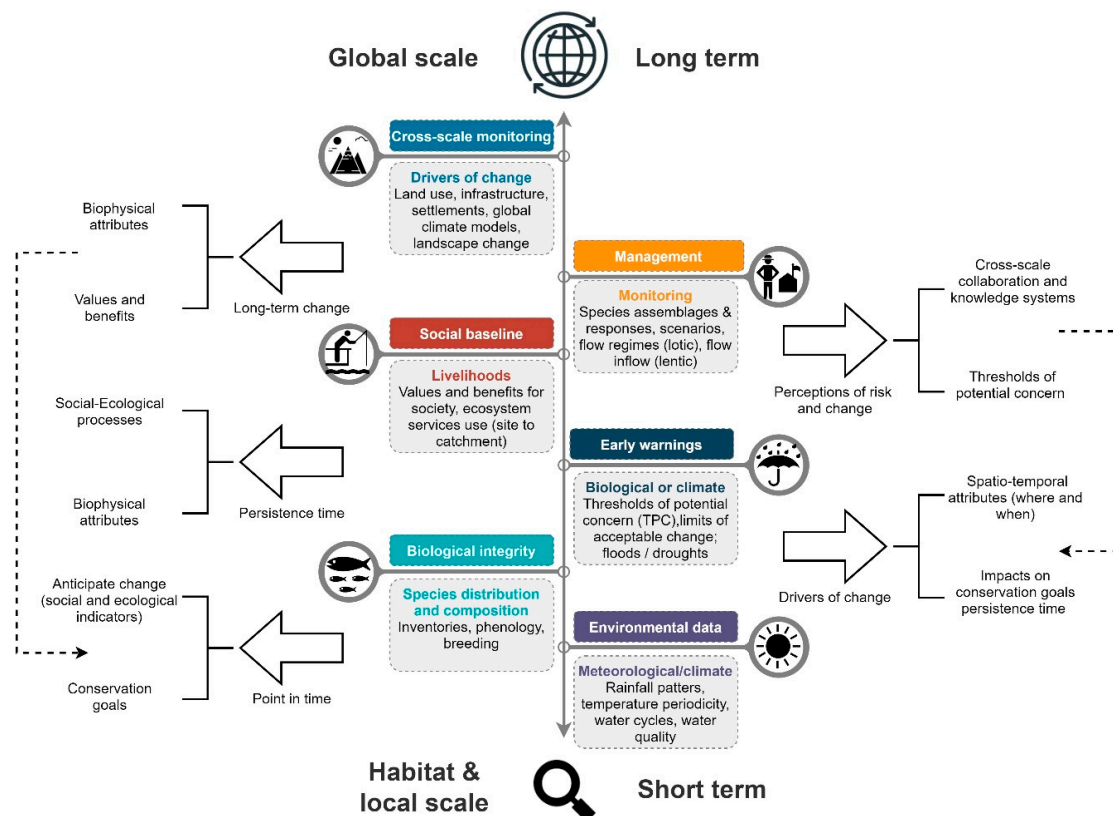 Global scale
Long term
Cross-scale monitoring
Drivers of change
Land use, infrastructure,
settlements, global
climate models,
landscape change
Biophysical
attributes
Values and
benefits
Long-term change
Management
Monitoring
Species assemblages &
responses, scenarios,
flow regimes (lotic), flow
inflow (lentic)
Cross-scale
collaboration and
knowledge systems
Thresholds of
potential concern
Perceptions of risk
and change
Social baseline
Livelihoods
Values and benefits for
society, ecosystem
services use (site to
catchment)
Social-Ecological
processes
Biophysical
attributes
Persistence time
Early warnings
Biological or climate
Thresholds of potential
concern (TPC),limits of
acceptable change;
floods / droughts
Spatio-temporal
attributes (where and
when)
Impacts on
conservation goals
persistence time
Drivers of change
Biological integrity
Species distribution
and composition
Inventories, phenology,
breeding
Anticipate change
(social and ecological
indicators)
Conservation
goals
Point in time
Environmental data
Meteorological/climate
Rainfall patters,
temperature periodicity,
water cycles, water
quality
Habitat &
local scale
Short term